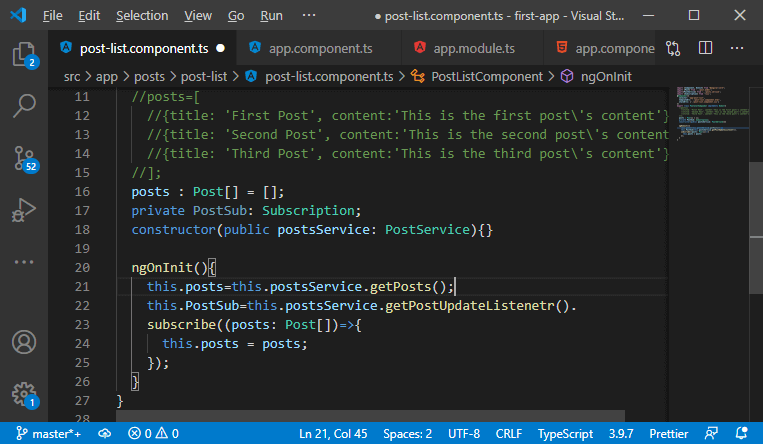 File Edit Selection View Go Run ··· ● post-list.component.ts - first-app - Visual St...
post-list.component.ts ● app.component.ts app.module.ts app.compone ···
src > app > posts > post-list > post-list.component.ts > PostListComponent > ngOnInit
11 //posts=[
12 //{title: 'First Post', content:'This is the first post\'s content'}
13 //{title: 'Second Post', content:'This is the second post\'s content
14 //{title: 'Third Post', content:'This is the third post\'s content'}
15 //];
16 posts : Post[] = [];
17 private PostSub: Subscription;
18 constructor(public postsService: PostService){}
19
20 ngOnInit(){
21 this.posts=this.postsService.getPosts();
22 this.PostSub=this.postsService.getPostUpdateListenetr().
23 subscribe((posts: Post[])=>{
24 this.posts = posts;
25 });
26 }
27 }
28
2
52
1
master*+ 0 0 Ln 21, Col 45 Spaces: 2 UTF-8 CRLF TypeScript 3.9.7 Prettier